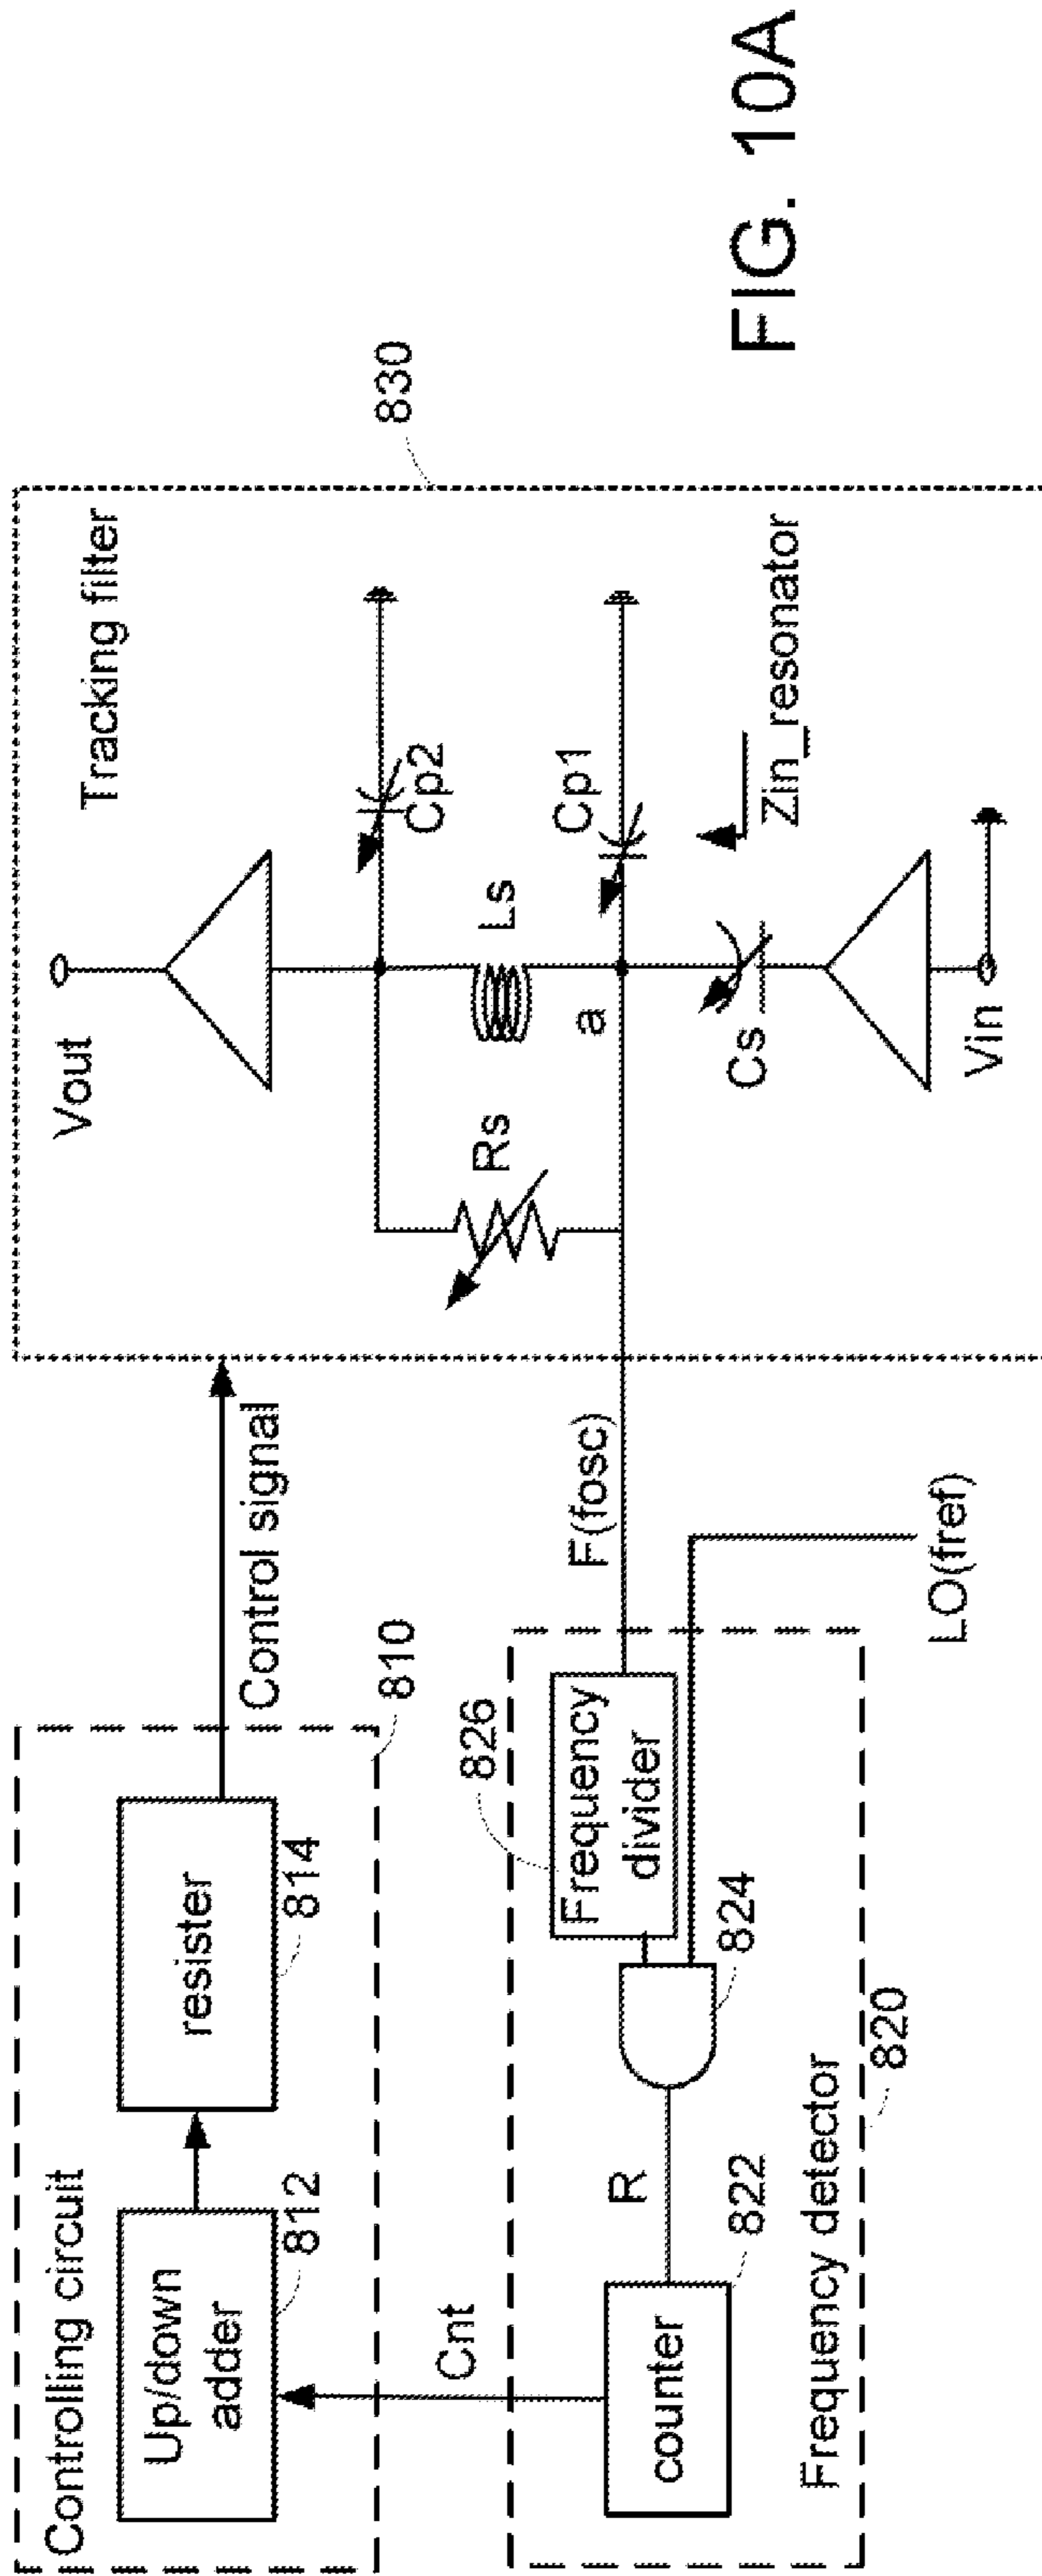 Controlling circuit
Up/down
adder
812
resister
814
810
Control signal
Cnt
counter
822
R
824
826
Frequency
divider
Frequency detector
820
F(fosc)
LO(fref)
Tracking filter
830
Vout
Rs
Ls
Cp2
a
Cp1
Cs
Zin_resonator
Vin
FIG. 10A